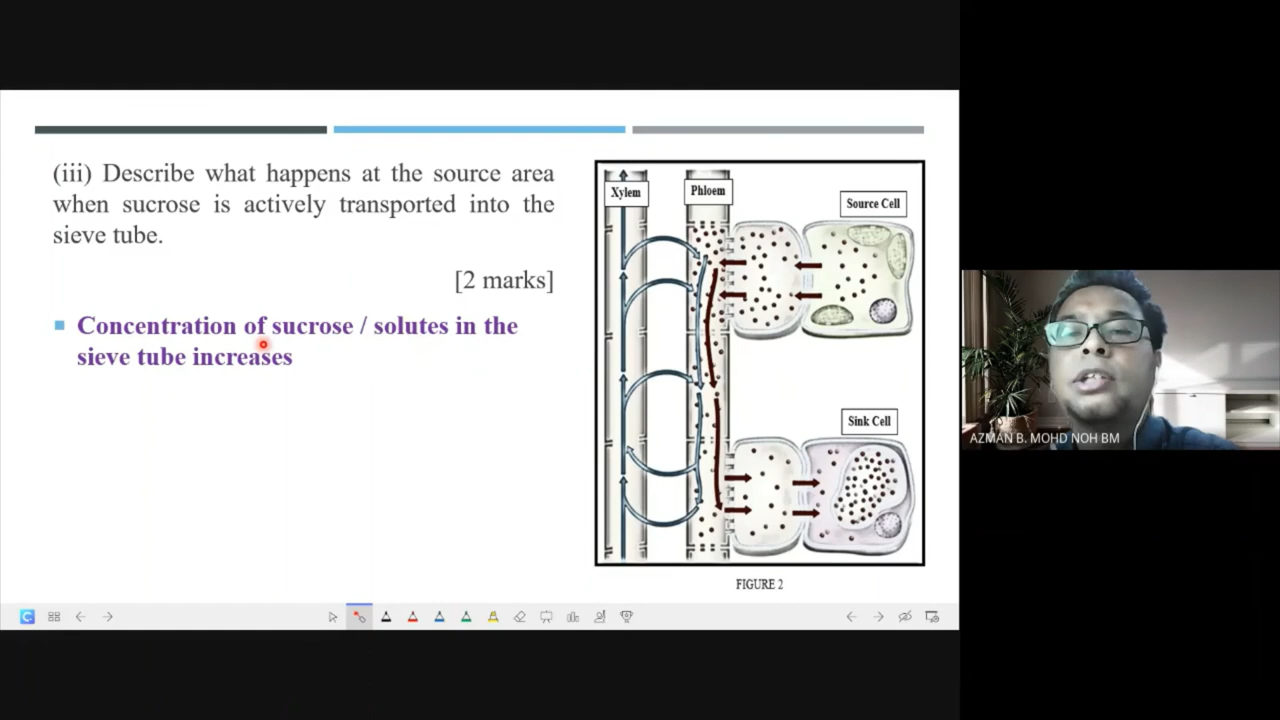 (iii) Describe what happens at the source area
when sucrose is actively transported into the
sieve tube.
[2 marks]
Concentration of sucrose / solutes in the
sieve tube increases
Xylem
Phloem
Source Cell
Sink Cell
FIGURE 2
AZMAN B. MOHD NOH BM
C